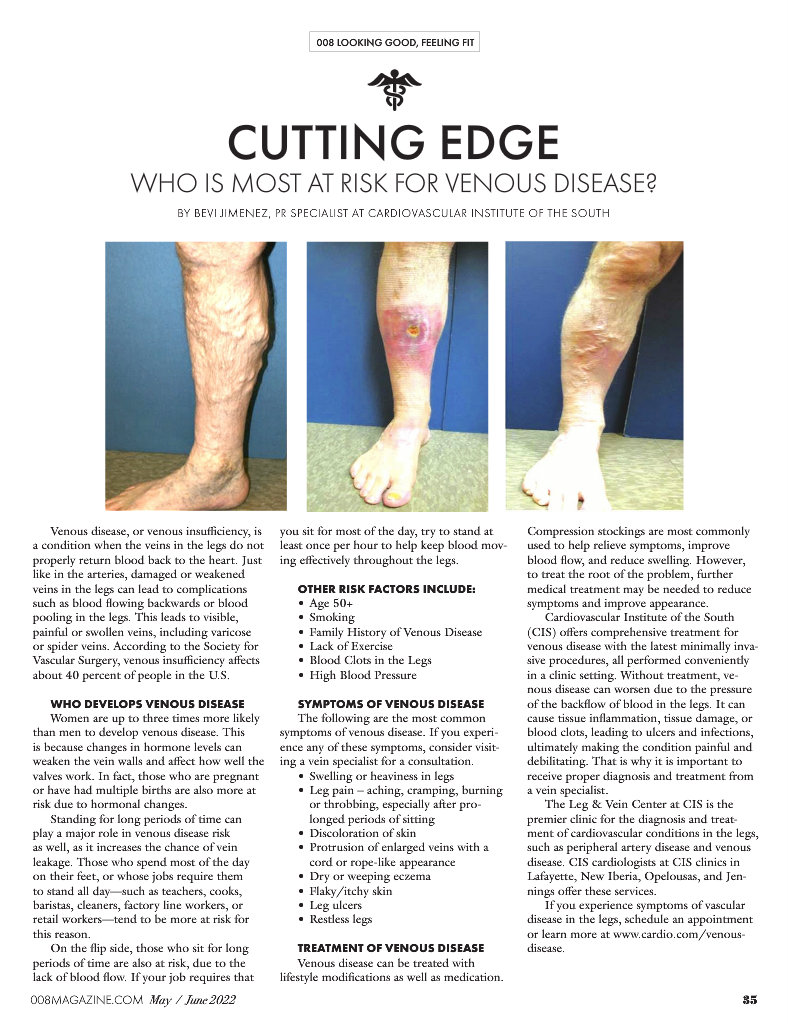 008 LOOKING GOOD, FEELING FIT
CUTTING EDGE
WHO IS MOST AT RISK FOR VENOUS DISEASE?
BY BEVI JIMENEZ, PR SPECIALIST AT CARDIOVASCULAR INSTITUTE OF THE SOUTH
Venous disease, or venous insufficiency, is
a condition when the veins in the legs do not
properly return blood back to the heart. Just
like in the arteries, damaged or weakened
veins in the legs can lead to complications
such as blood flowing backwards or blood
pooling in the legs. This leads to visible,
painful or swollen veins, including varicose
or spider veins. According to the Society for
Vascular Surgery, venous insufficiency affects
about 40 percent of people in the U.S.
WHO DEVELOPS VENOUS DISEASE
Women are up to three times more likely
than men to develop venous disease. This
is because changes in hormone levels can
weaken the vein walls and affect how well the
valves work. In fact, those who are pregnant
or have had multiple births are also more at
risk due to hormonal changes.
Standing for long periods of time can
play a major role in venous disease risk
as well, as it increases the chance of vein
leakage. Those who spend most of the day
on their feet, or whose jobs require them
to stand all day—such as teachers, cooks,
baristas, cleaners, factory line workers, or
retail workers—tend to be more at risk for
this reason.
On the flip side, those who sit for long
periods of time are also at risk, due to the
lack of blood flow. If your job requires that
you sit for most of the day, try to stand at
least once per hour to help keep blood mov-
ing effectively throughout the legs.
OTHER RISK FACTORS INCLUDE:
• Age 50+
• Smoking
• Family History of Venous Disease
• Lack of Exercise
• Blood Clots in the Legs
• High Blood Pressure
SYMPTOMS OF VENOUS DISEASE
The following are the most common
symptoms of venous disease. If you experi-
ence any of these symptoms, consider visit-
ing a vein specialist for a consultation.
• Swelling or heaviness in legs
• Leg pain – aching, cramping, burning
or throbbing, especially after pro-
longed periods of sitting
• Discoloration of skin
• Protrusion of enlarged veins with a
cord or rope-like appearance
• Dry or weeping eczema
• Flaky/itchy skin
• Leg ulcers
• Restless legs
TREATMENT OF VENOUS DISEASE
Venous disease can be treated with
lifestyle modifications as well as medication.
Compression stockings are most commonly
used to help relieve symptoms, improve
blood flow, and reduce swelling. However,
to treat the root of the problem, further
medical treatment may be needed to reduce
symptoms and improve appearance.
Cardiovascular Institute of the South
(CIS) offers comprehensive treatment for
venous disease with the latest minimally inva-
sive procedures, all performed conveniently
in a clinic setting. Without treatment, ve-
nous disease can worsen due to the pressure
of the backflow of blood in the legs. It can
cause tissue inflammation, tissue damage, or
blood clots, leading to ulcers and infections,
ultimately making the condition painful and
debilitating. That is why it is important to
receive proper diagnosis and treatment from
a vein specialist.
The Leg & Vein Center at CIS is the
premier clinic for the diagnosis and treat-
ment of cardiovascular conditions in the legs,
such as peripheral artery disease and venous
disease. CIS cardiologists at CIS clinics in
Lafayette, New Iberia, Opelousas, and Jen-
nings offer these services.
If you experience symptoms of vascular
disease in the legs, schedule an appointment
or learn more at www.cardio.com/venous-
disease.
008MAGAZINE.COM May / June 2022
35